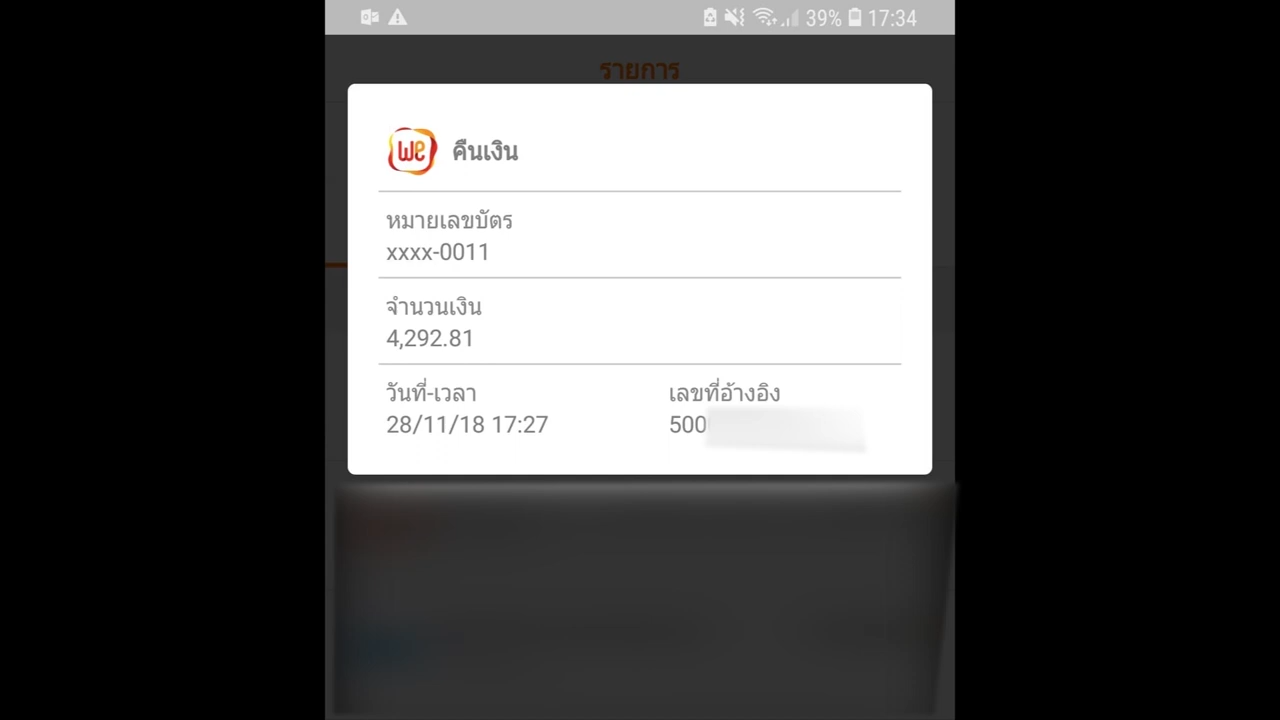 39% 17:34
รายการ
we คืนเงิน
หมายเลขบัตร
xxxx-0011
จำนวนเงิน
4,292.81
วันที่-เวลา
28/11/18 17:27
เลขที่อ้างอิง
500